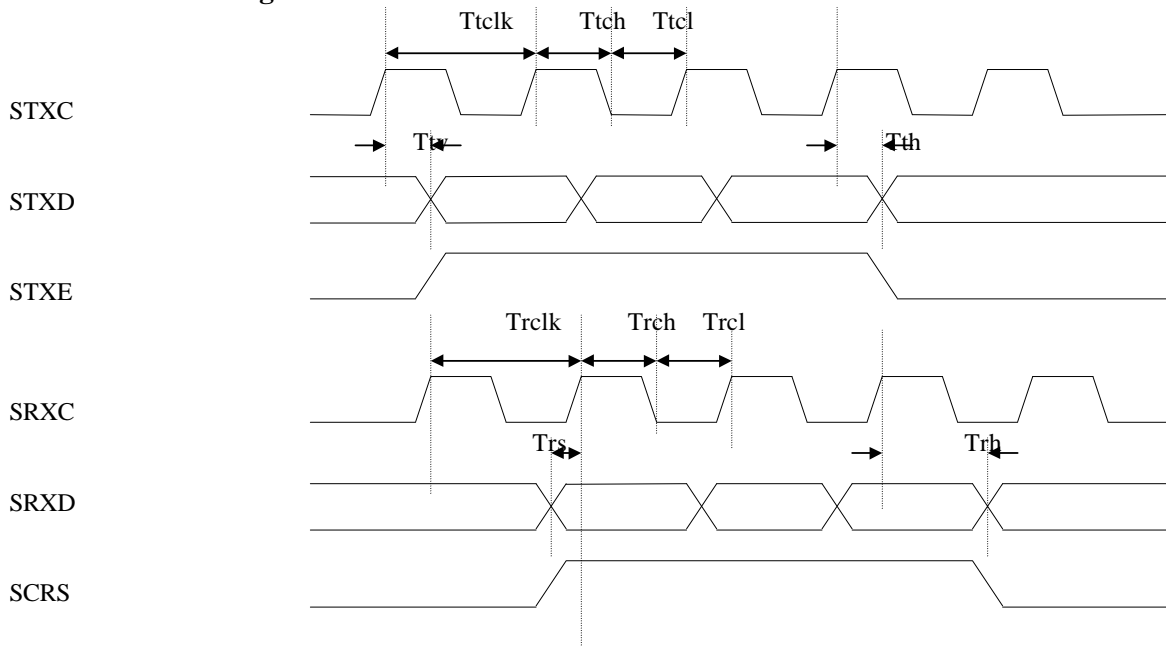 Ttclk Ttch Ttcl
STXC
Ttv Tth
STXD
STXE
Trclk Trch Trcl
SRXC
Trs Trh
SRXD
SCRS